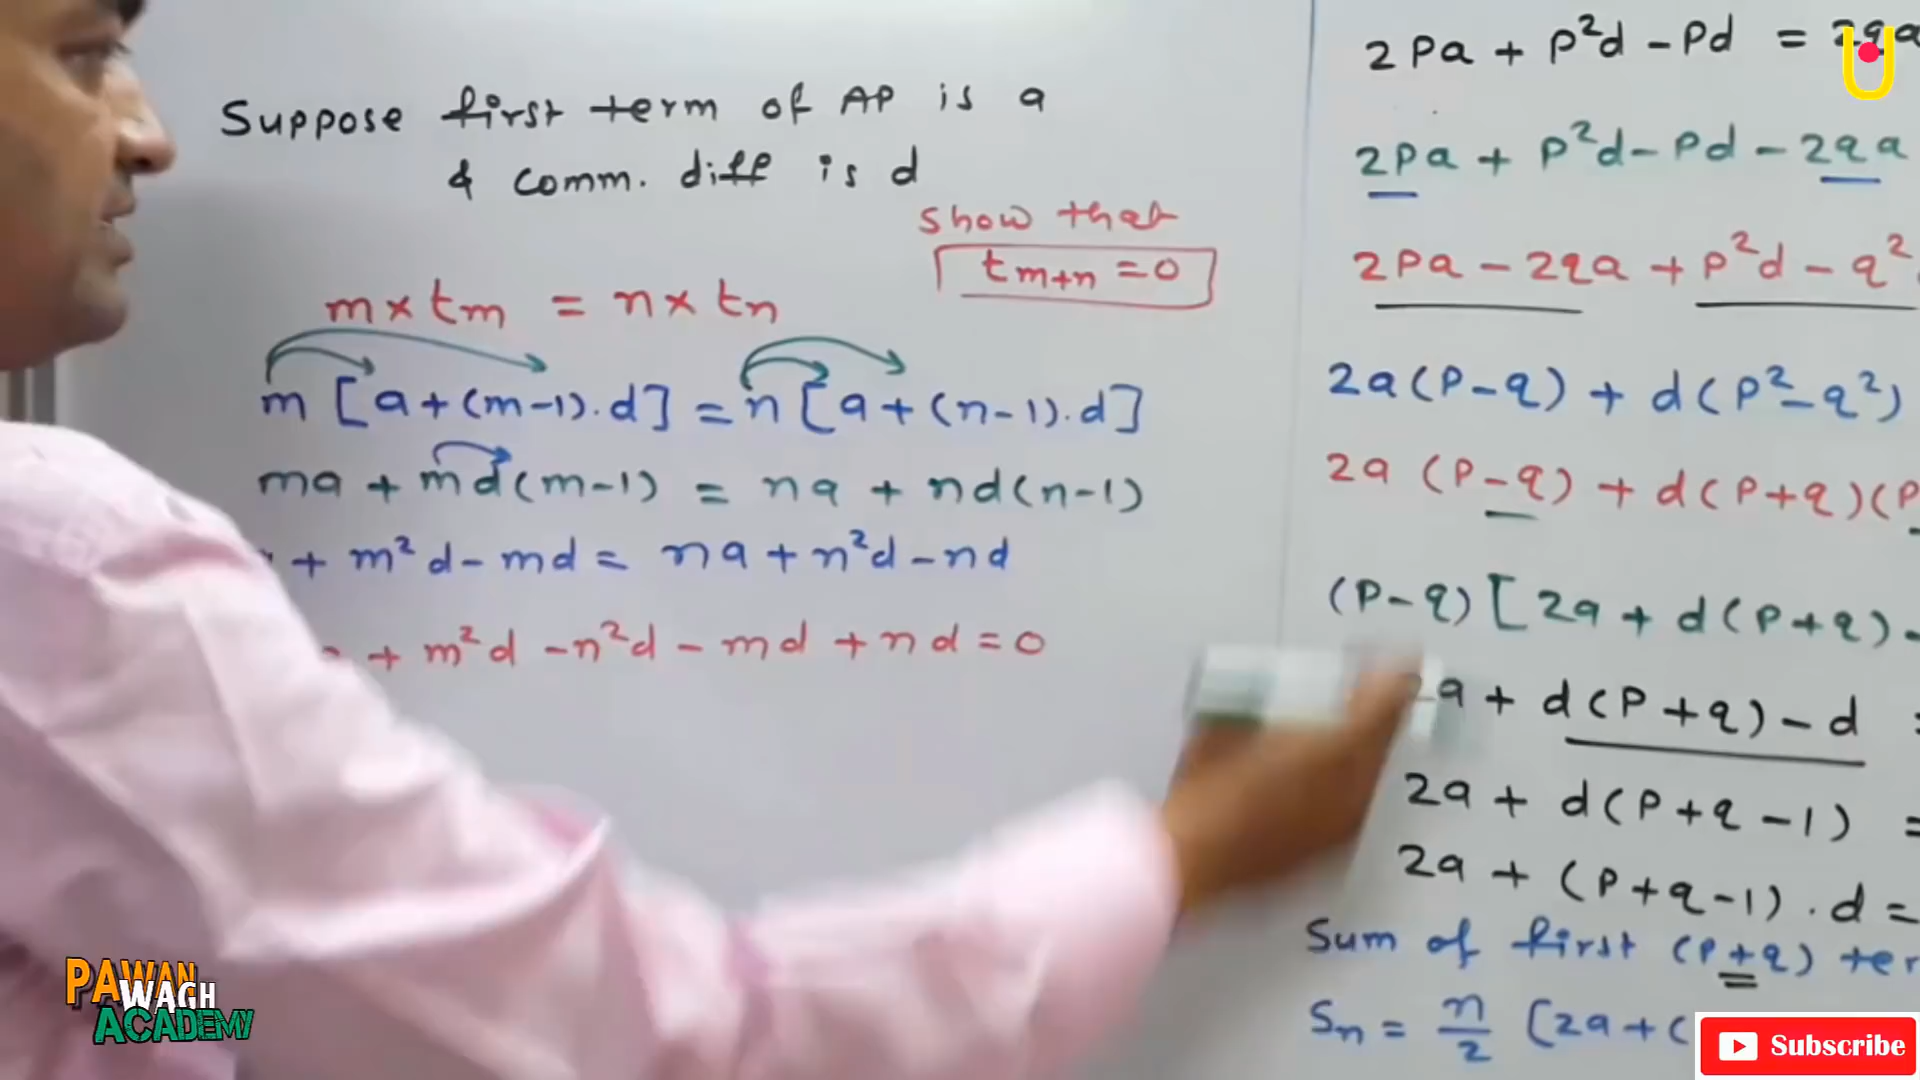 Suppose first term of AP is a
& comm. diff is d
show that
tm+n = 0
m × tm = n × tn
m [a + (m-1).d] = n [a + (n-1).d]
ma + md(m-1) = na + nd(n-1)
+ m²d - md = na + n²d - nd
+ m²d - n²d - md + nd = 0
2Pa + P²d - Pd = 2qa
2Pa + P²d - Pd - 2qa
2Pa - 2qa + P²d - q²
2a(P-q) + d(P²-q²)
2a (P-q) + d(P+q)(P
(P-q) [2a + d(P+q) -
a + d(P+q) - d =
2a + d(P+q-1) =
2a + (P+q-1).d =
Sum of first (P+q) ter
Sn = n/2 [2a + (
PAWAN
WAGH
ACADEMY
Subscribe